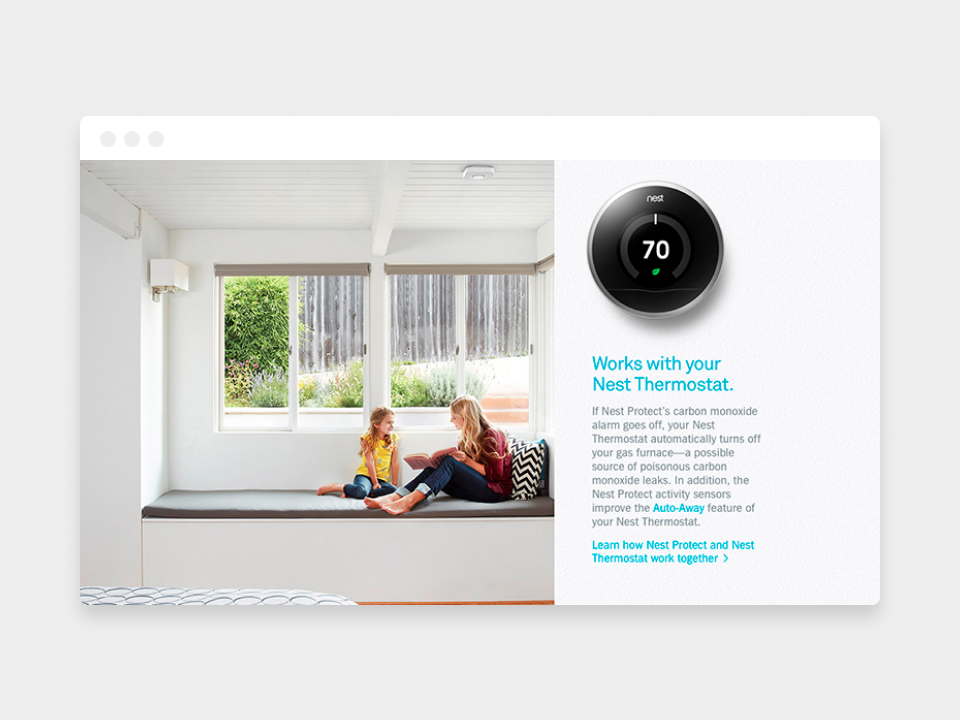 nest
70
Works with your
Nest Thermostat.
If Nest Protect's carbon monoxide
alarm goes off, your Nest
Thermostat automatically turns off
your gas furnace—a possible
source of poisonous carbon
monoxide leaks. In addition, the
Nest Protect activity sensors
improve the Auto-Away feature of
your Nest Thermostat.
Learn how Nest Protect and Nest
Thermostat work together >